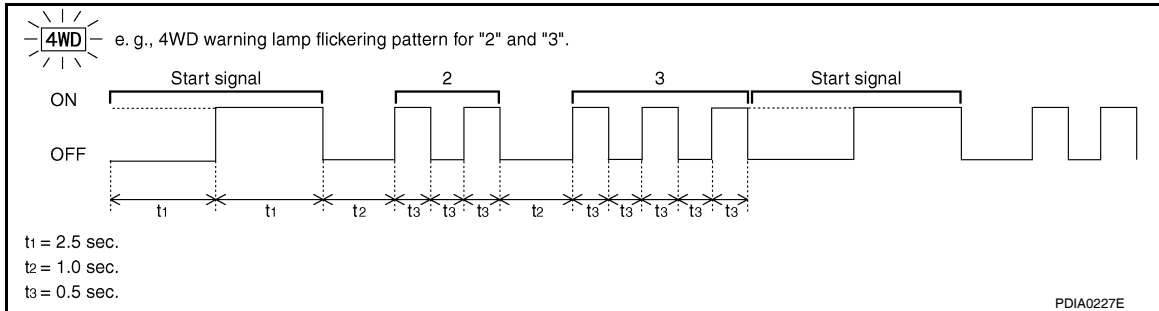 4WD e. g., 4WD warning lamp flickering pattern for "2" and "3".
Start signal 2 3 Start signal
ON
OFF
t1 t1 t2 t3 t3 t3 t2 t3 t3 t3 t3 t3
t1 = 2.5 sec.
t2 = 1.0 sec.
t3 = 0.5 sec.
PDIA0227E